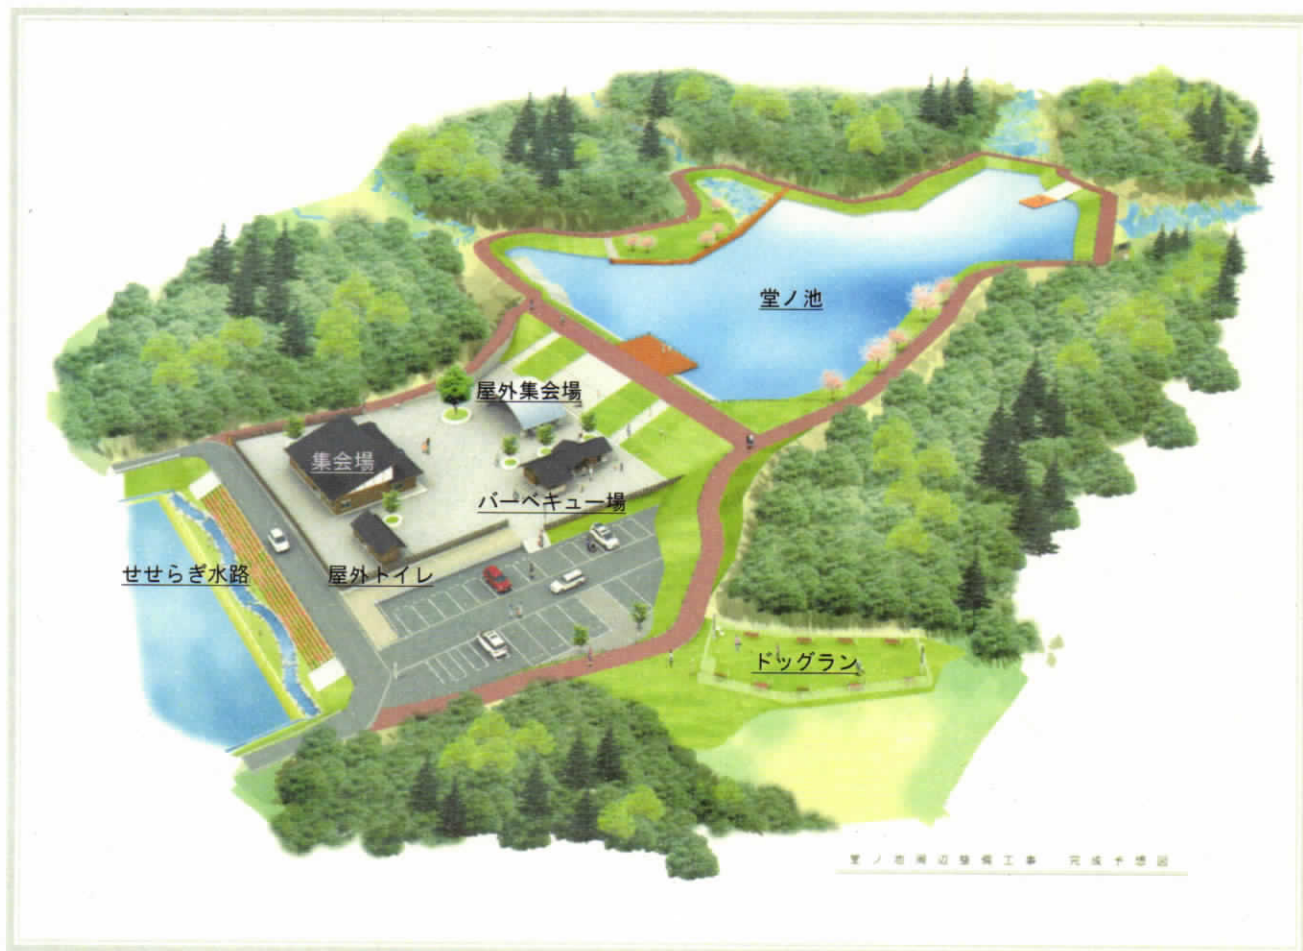 堂ノ池
屋外集会場
集会場
バーベキュー場
せせらぎ水路
屋外トイレ
ドッグラン
堂ノ池周辺整備工事 完成予想図